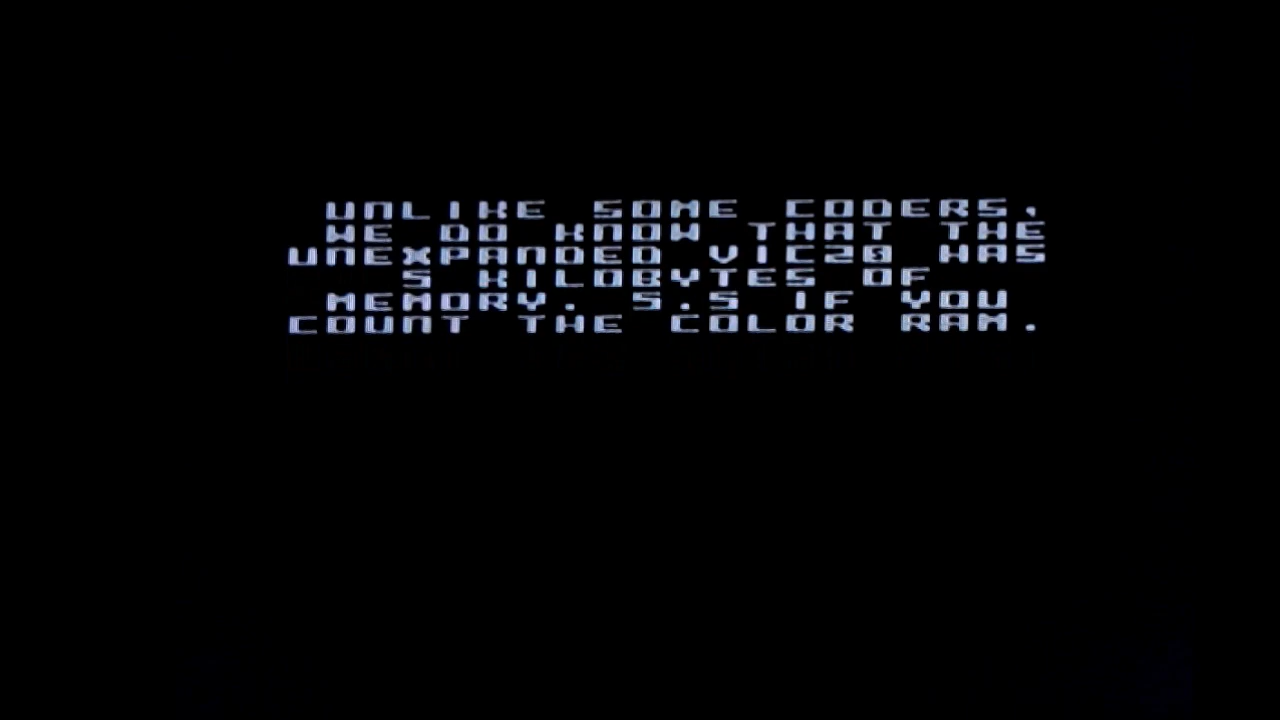 UNLIKE SOME CODERS,
WE DO KNOW THAT THE
UNEXPANDED VIC20 HAS
5 KILOBYTES OF
MEMORY. 5.5 IF YOU
COUNT THE COLOR RAM.